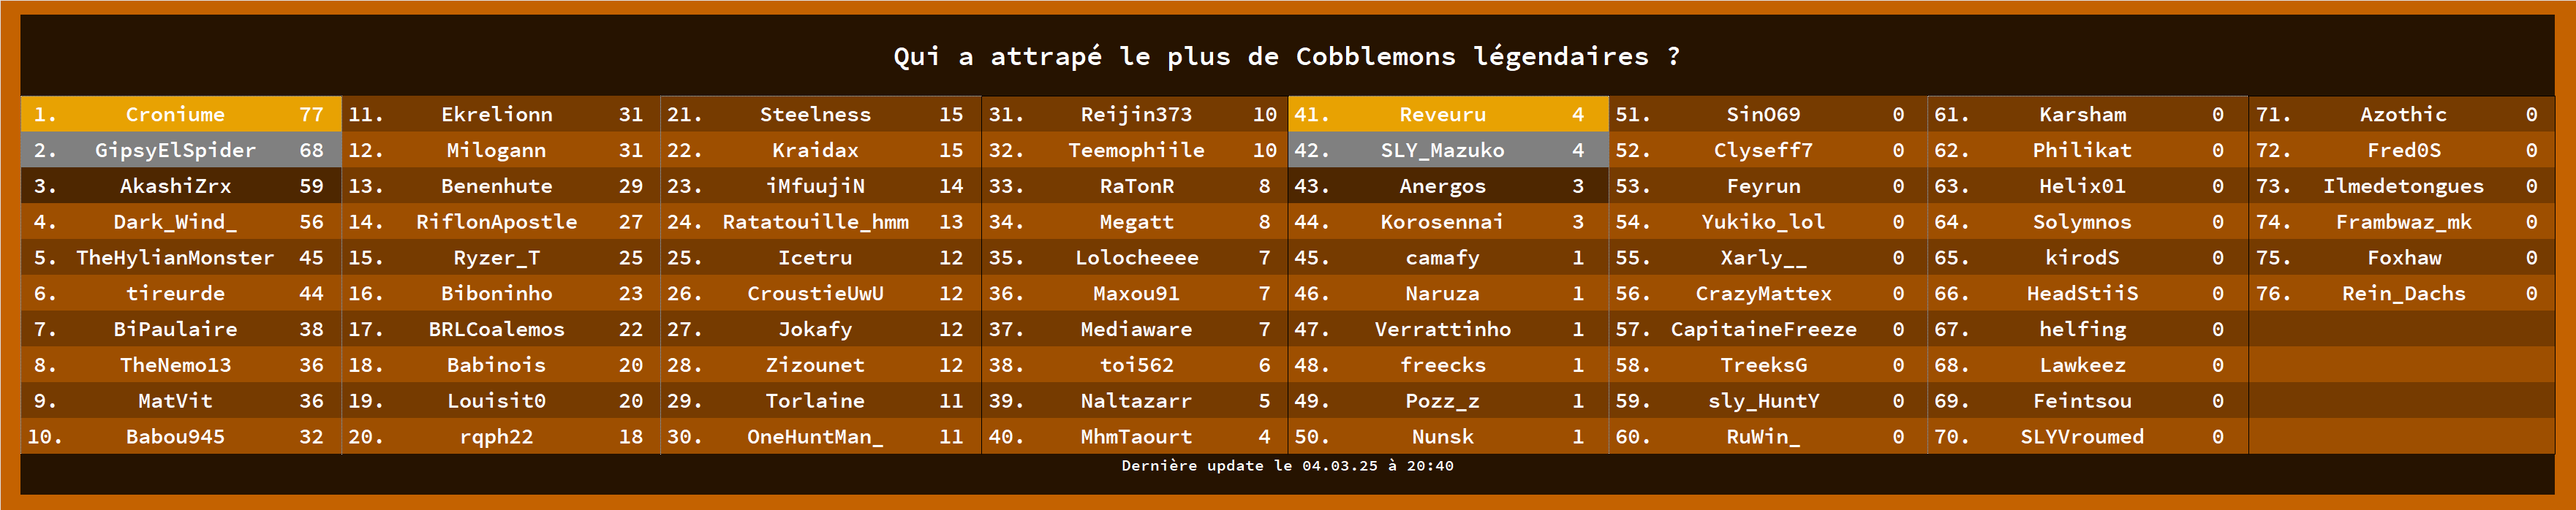 Qui a attrapé le plus de Cobblemons légendaires ?
1. Croniume 77
2. GipsyElSpider 68
3. AkashiZrx 59
4. Dark_Wind_ 56
5. TheHylianMonster 45
6. tireurde 44
7. BiPaulaire 38
8. TheNemo13 36
9. MatVit 36
10. Babou945 32
11. Ekrelionn 31
12. Milogann 31
13. Benenhute 29
14. RiflonApostle 27
15. Ryzer_T 25
16. Biboninho 23
17. BRLCoalemos 22
18. Babinois 20
19. Louisit0 20
20. rqph22 18
21. Steelness 15
22. Kraidax 15
23. iMfuujiN 14
24. Ratatouille_hmm 13
25. Icetru 12
26. CroustieUwU 12
27. Jokafy 12
28. Zizounet 12
29. Torlaine 11
30. OneHuntMan_ 11
31. Reijin373 10
32. Teemophiile 10
33. RaTonR 8
34. Megatt 8
35. Lolocheeee 7
36. Maxou91 7
37. Mediaware 7
38. toi562 6
39. Naltazarr 5
40. MhmTaourt 4
41. Reveuru 4
42. SLY_Mazuko 4
43. Anergos 3
44. Korosennai 3
45. camafy 1
46. Naruza 1
47. Verrattinho 1
48. freecks 1
49. Pozz_z 1
50. Nunsk 1
51. SinO69 0
52. Clyseff7 0
53. Feyrun 0
54. Yukiko_lol 0
55. Xarly__ 0
56. CrazyMattex 0
57. CapitaineFreeze 0
58. TreeksG 0
59. sly_HuntY 0
60. RuWin_ 0
61. Karsham 0
62. Philikat 0
63. Helix01 0
64. Solymnos 0
65. kirodS 0
66. HeadStiiS 0
67. helfing 0
68. Lawkeez 0
69. Feintsou 0
70. SLYVroumed 0
71. Azothic 0
72. Fred0S 0
73. Ilmedetongues 0
74. Frambwaz_mk 0
75. Foxhaw 0
76. Rein_Dachs 0
Dernière update le 04.03.25 à 20:40